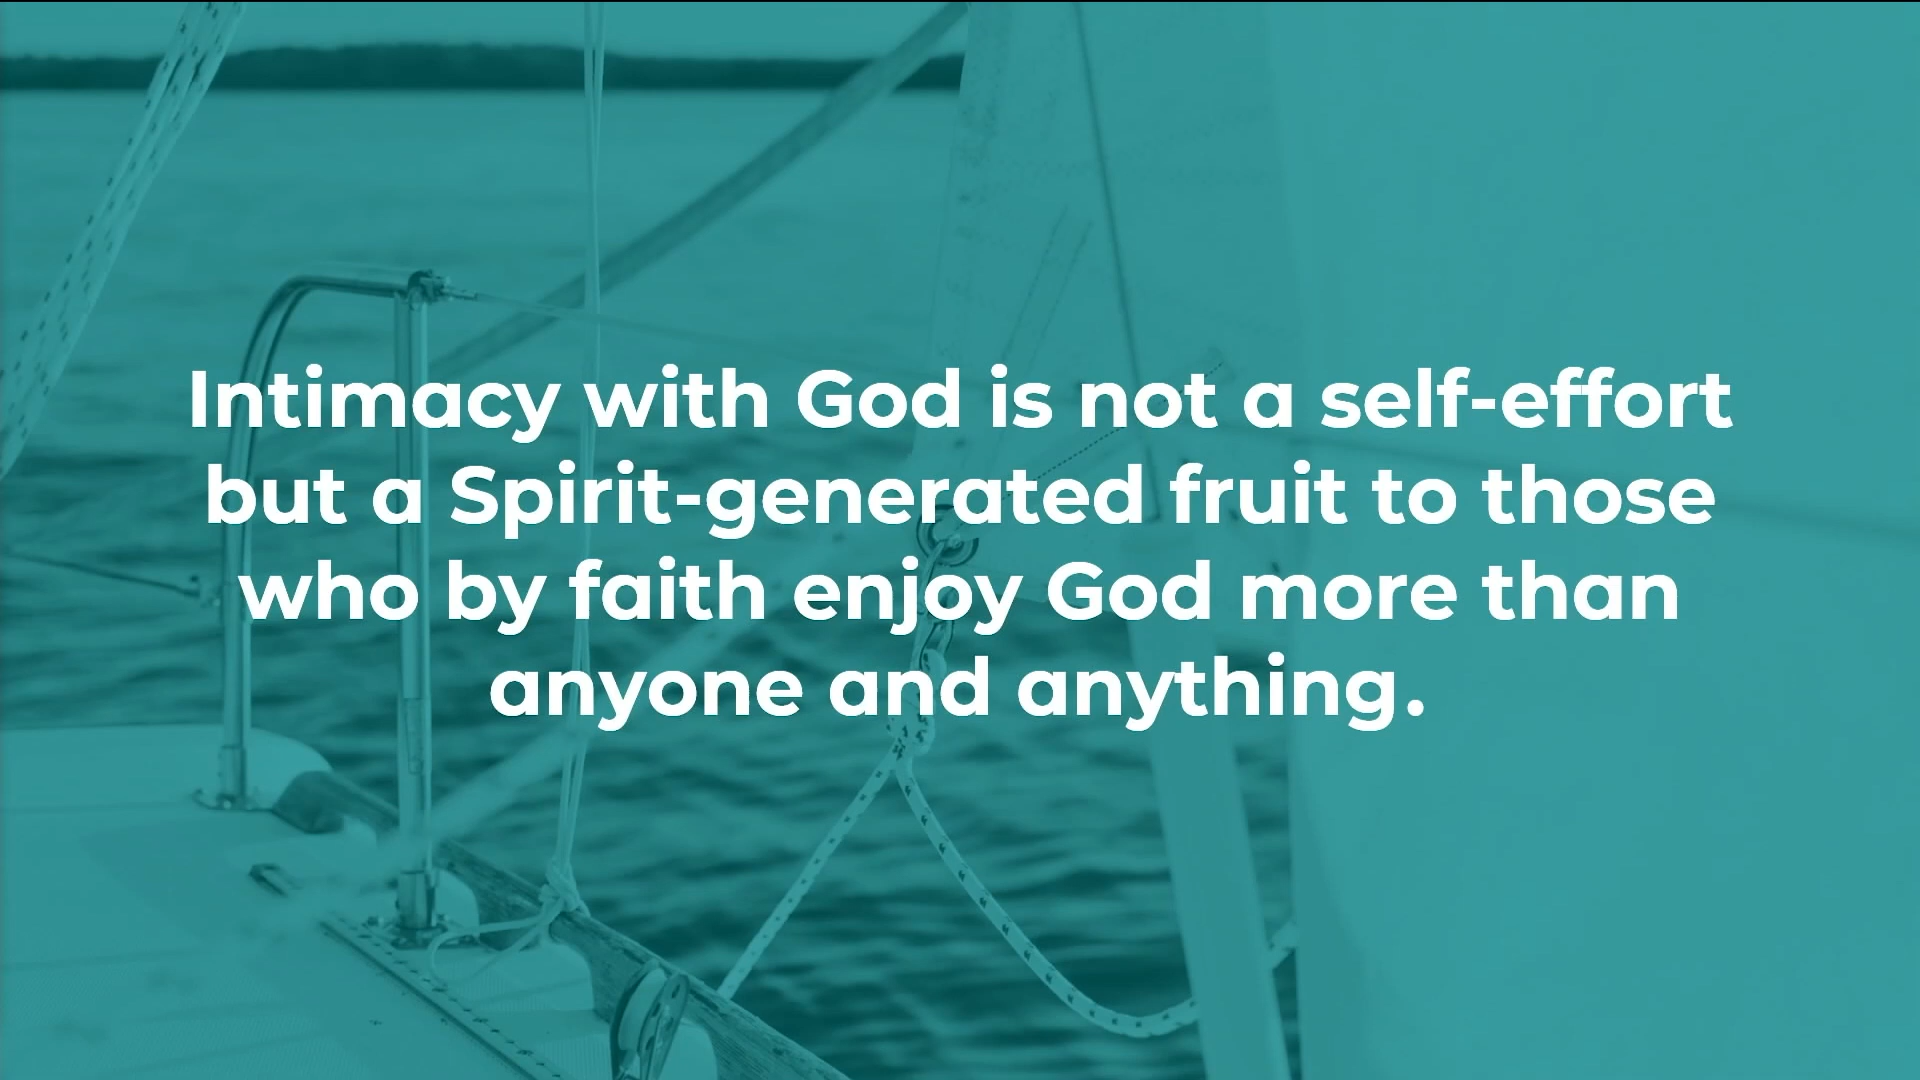 Intimacy with God is not a self-effort
but a Spirit-generated fruit to those
who by faith enjoy God more than
anyone and anything.